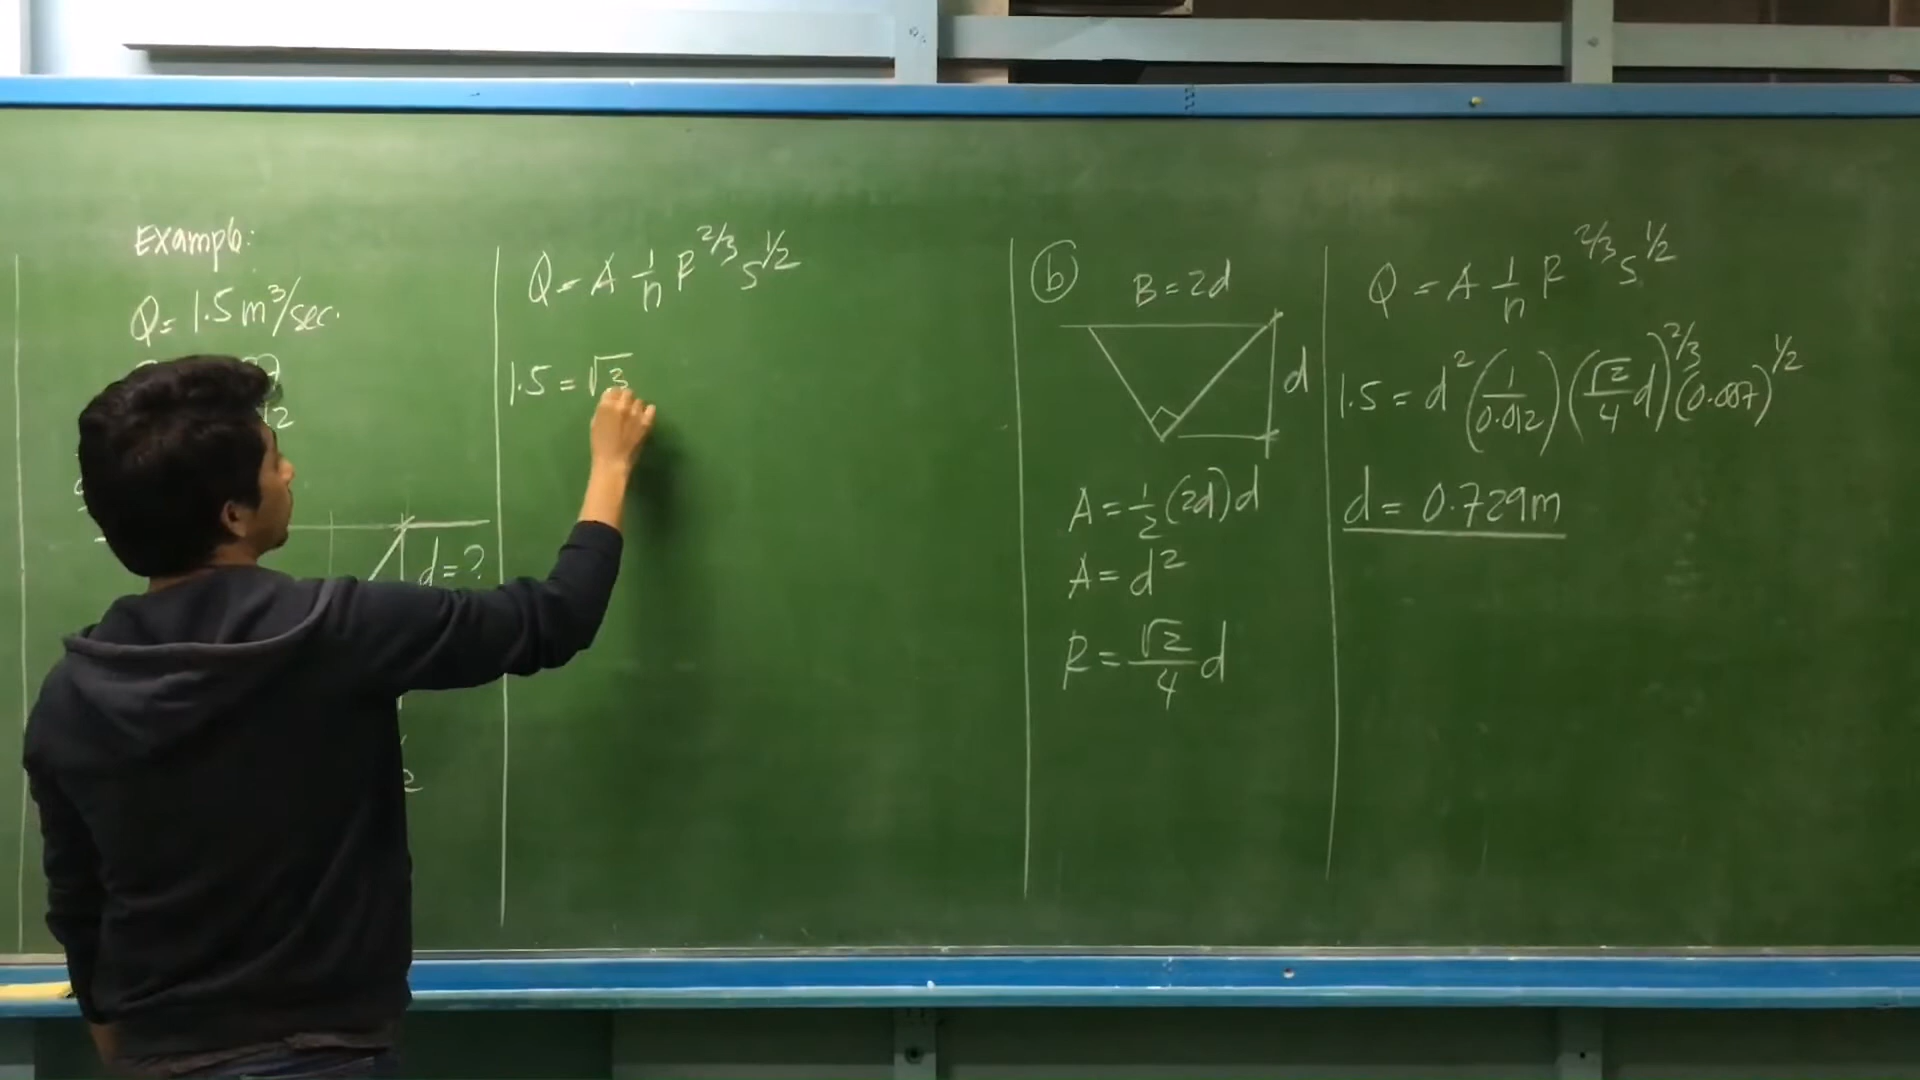 Example:
Q = 1.5 m³/sec.
d = ?
Q = A 1/n R^2/3 S^1/2
1.5 = √3
(b) B = 2d
d
A = 1/2 (2d) d
A = d²
R = √2/4 d
Q = A 1/n R^2/3 S^1/2
1.5 = d² (1/0.012) (√2/4 d)^2/3 (0.007)^1/2
d = 0.729m